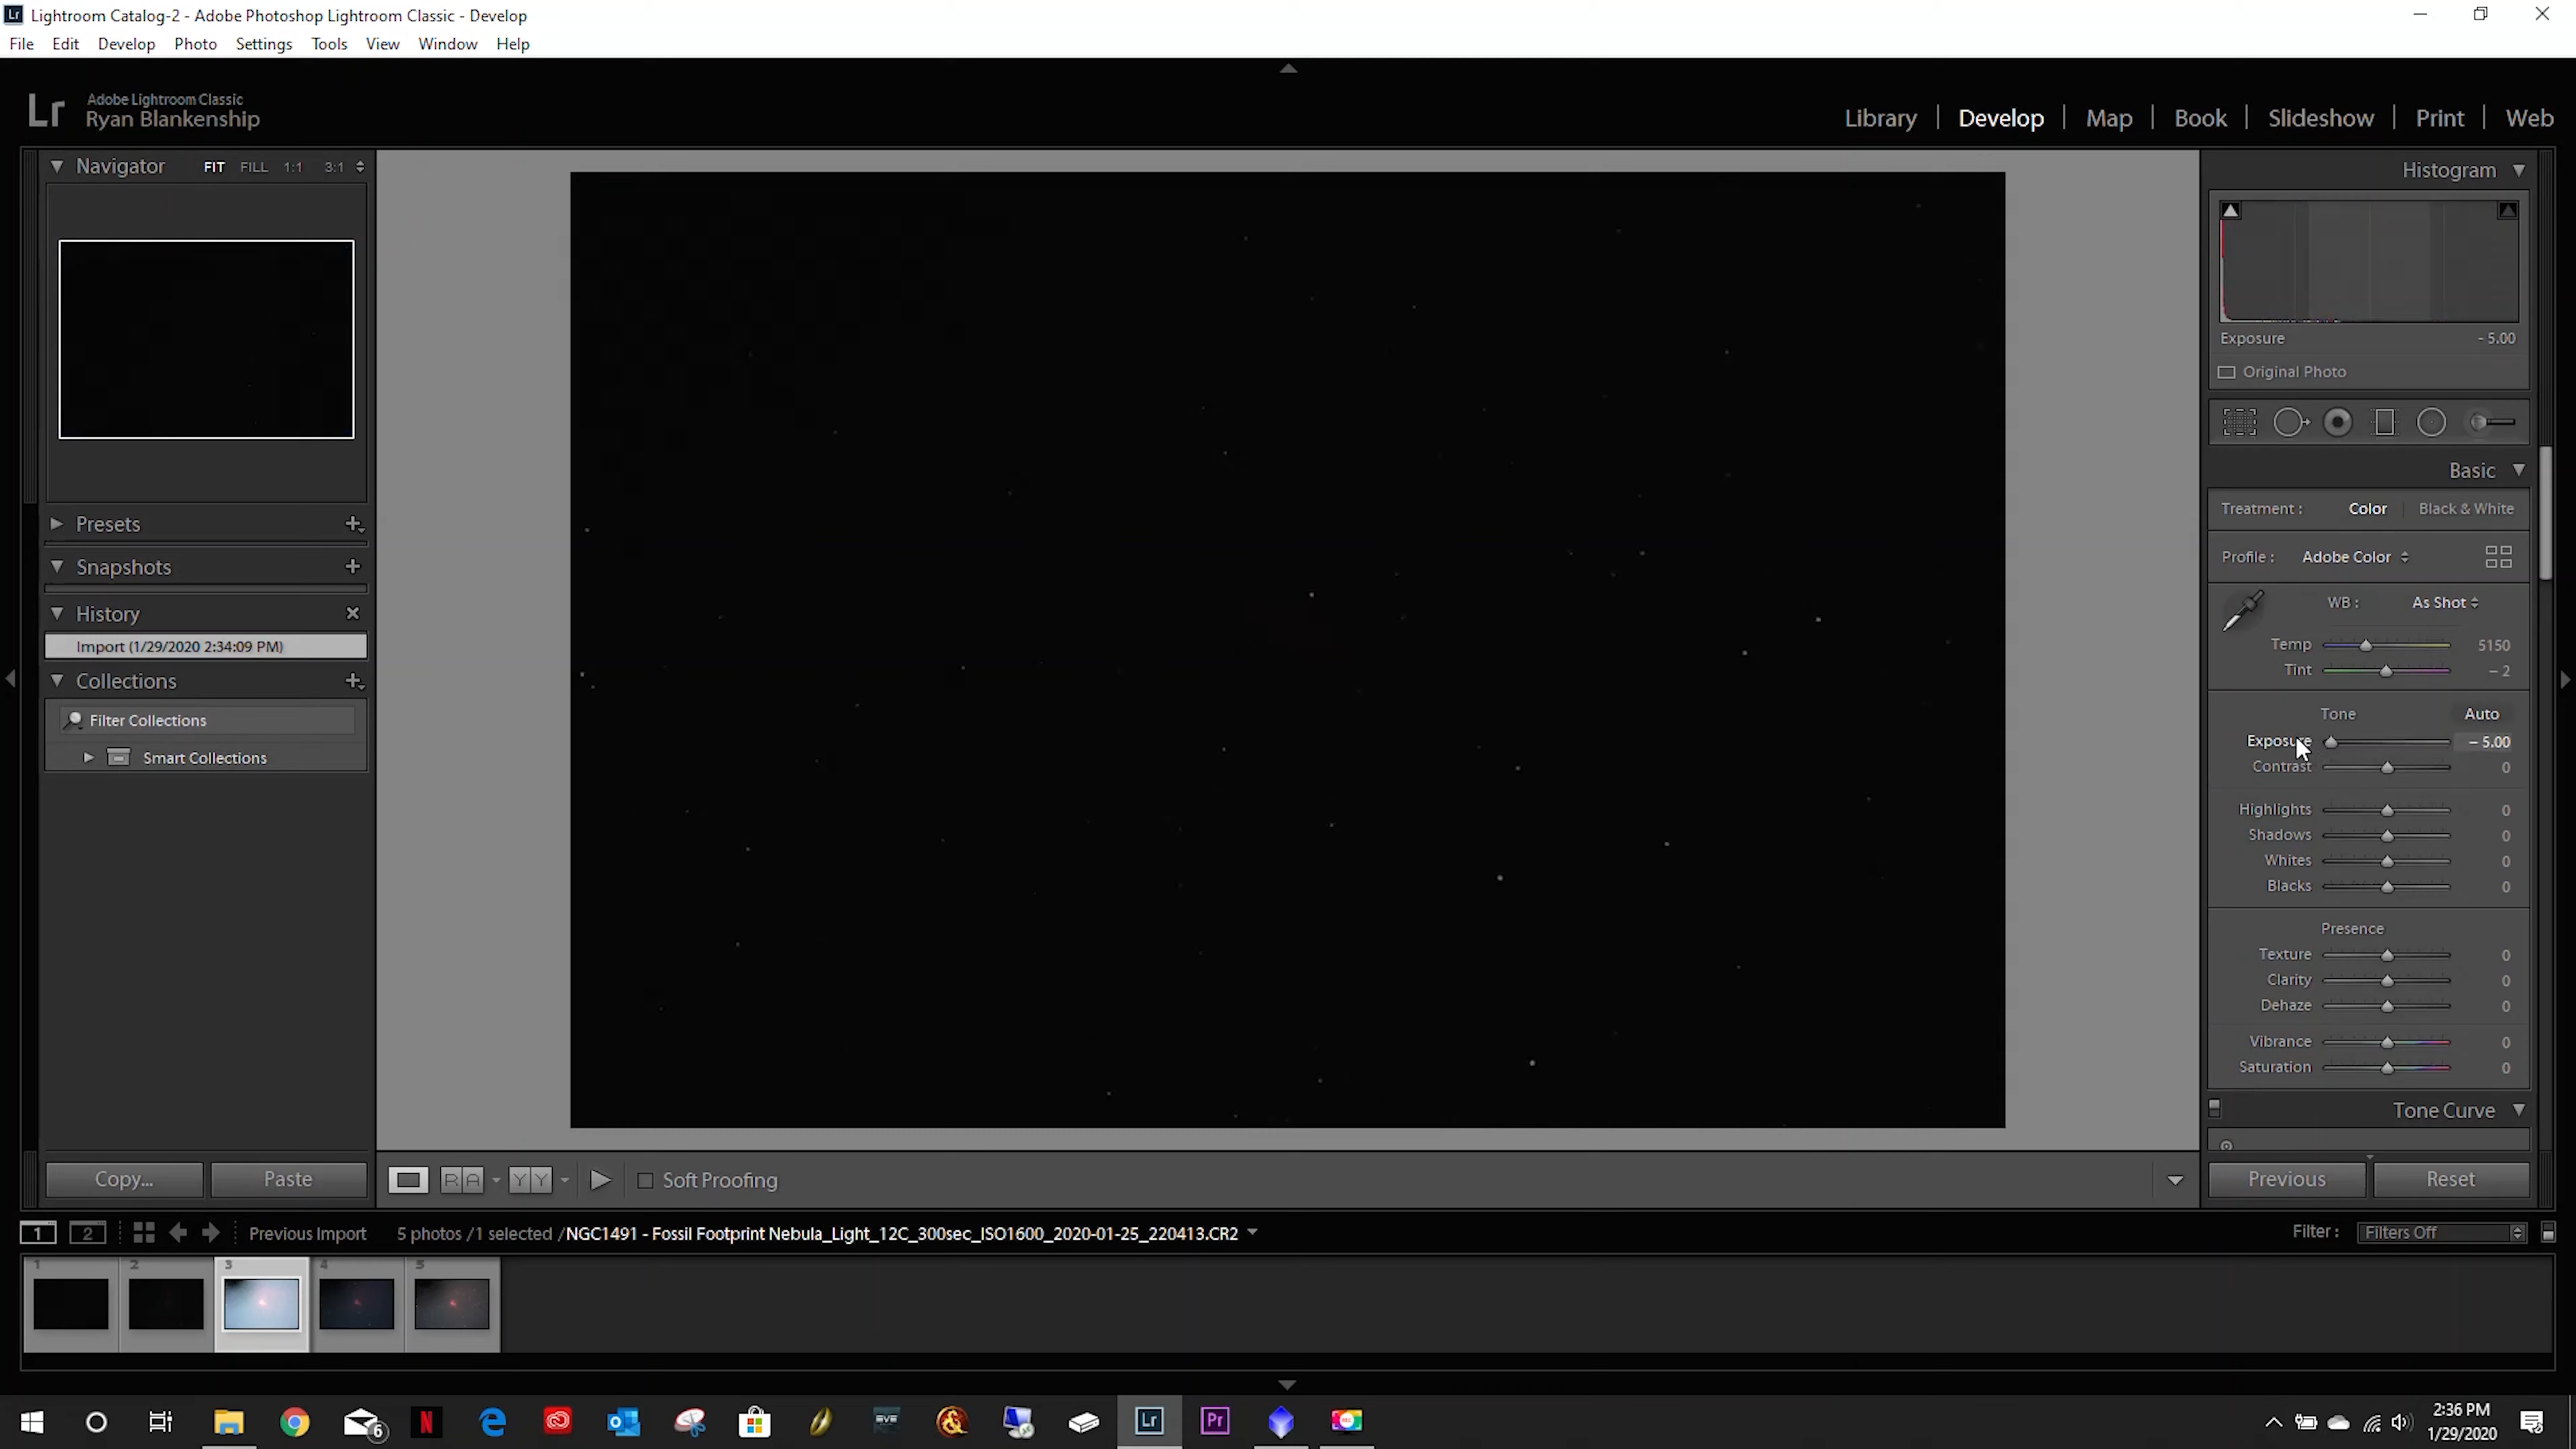 Lr Lightroom Catalog-2 - Adobe Photoshop Lightroom Classic - Develop
File Edit Develop Photo Settings Tools View Window Help
Lr Adobe Lightroom Classic
Ryan Blankenship
Library | Develop | Map | Book | Slideshow | Print | Web
Navigator FIT FILL 1:1 3:1
Presets
Snapshots
History
Import (1/29/2020 2:34:09 PM)
Collections
Filter Collections
Smart Collections
Copy... Paste
RA YY Soft Proofing
Histogram
Exposure - 5.00
Original Photo
Basic
Treatment : Color Black & White
Profile : Adobe Color
WB : As Shot
Temp 5150
Tint - 2
Tone Auto
Exposure - 5.00
Contrast 0
Highlights 0
Shadows 0
Whites 0
Blacks 0
Presence
Texture 0
Clarity 0
Dehaze 0
Vibrance 0
Saturation 0
Tone Curve
Previous Reset
1 2 Previous Import 5 photos /1 selected /NGC1491 - Fossil Footprint Nebula_Light_12C_300sec_ISO1600_2020-01-25_220413.CR2
Filter : Filters Off
1 2 3 4 5
6 N EVE Lr Pr
2:36 PM
1/29/2020